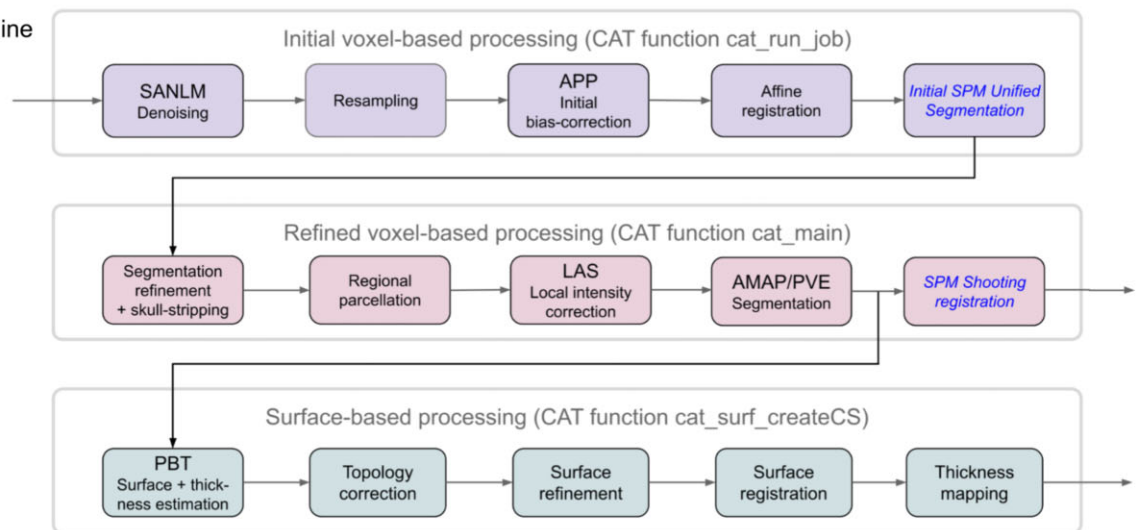 ine
Initial voxel-based processing (CAT function cat_run_job)
SANLM
Denoising
Resampling
APP
Initial
bias-correction
Affine
registration
Initial SPM Unified
Segmentation
Refined voxel-based processing (CAT function cat_main)
Segmentation
refinement
+ skull-stripping
Regional
parcellation
LAS
Local intensity
correction
AMAP/PVE
Segmentation
SPM Shooting
registration
Surface-based processing (CAT function cat_surf_createCS)
PBT
Surface + thick-
ness estimation
Topology
correction
Surface
refinement
Surface
registration
Thickness
mapping